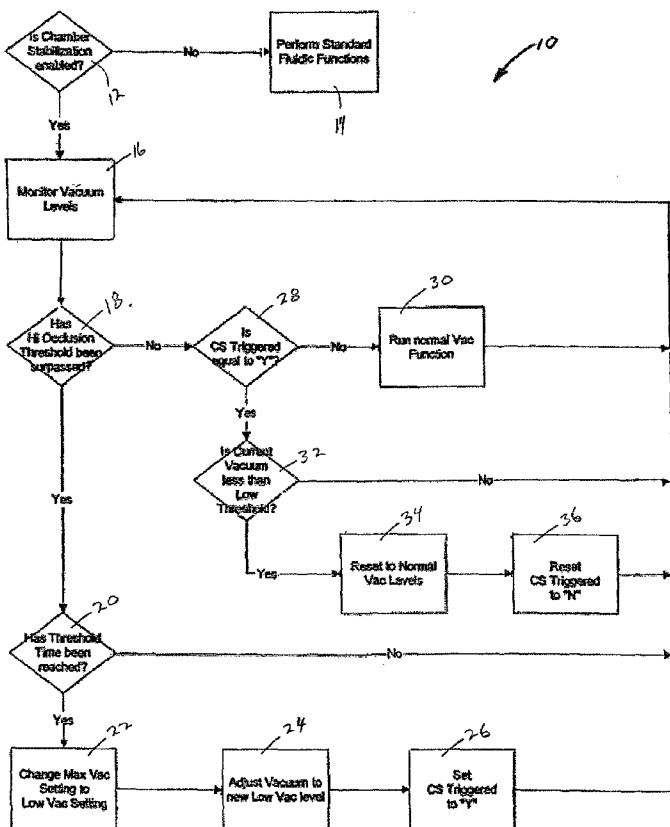 Is Chamber
Stabilization
enabled?
12
No
Perform Standard
Fluidic Functions
14
10
Yes
16
Monitor Vacuum
Levels
Has
Hi Occlusion
Threshold been
surpassed?
18.
No
Is
CS Triggered
equal to "Y"?
28
No
30
Run normal Vac
Function
Yes
Is Current
Vacuum
less than
Low
Threshold?
32
No
Yes
Yes
34
Reset to Normal
Vac Levels
36
Reset
CS Triggered
to "N"
20
Has Threshold
Time been
reached?
No
Yes
22
Change Max Vac
Setting to
Low Vac Setting
24
Adjust Vacuum to
new Low Vac level
26
Set
CS Triggered
to "Y"